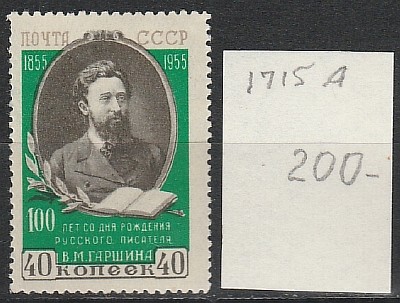 ПОЧТА СССР
1855 1955
100 ЛЕТ СО ДНЯ РОЖДЕНИЯ
РУССКОГО ПИСАТЕЛЯ
В.М.ГАРШИНА
40 КОПЕЕК 40
1715 А
200-